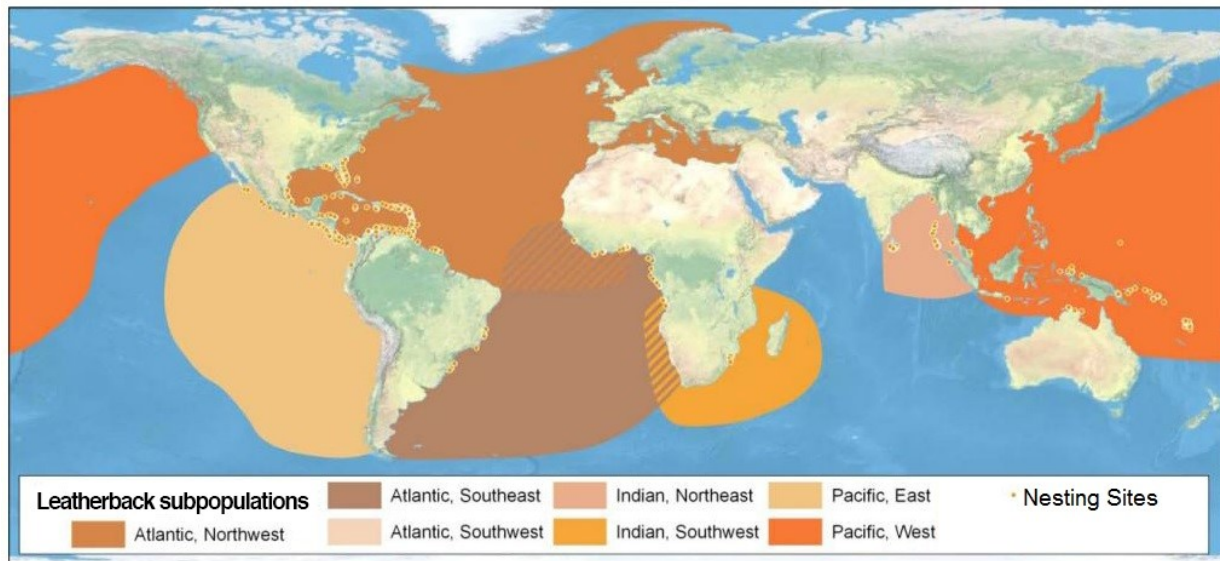 Leatherback subpopulations
Atlantic, Northwest
Atlantic, Southeast
Atlantic, Southwest
Indian, Northeast
Indian, Southwest
Pacific, East
Pacific, West
Nesting Sites